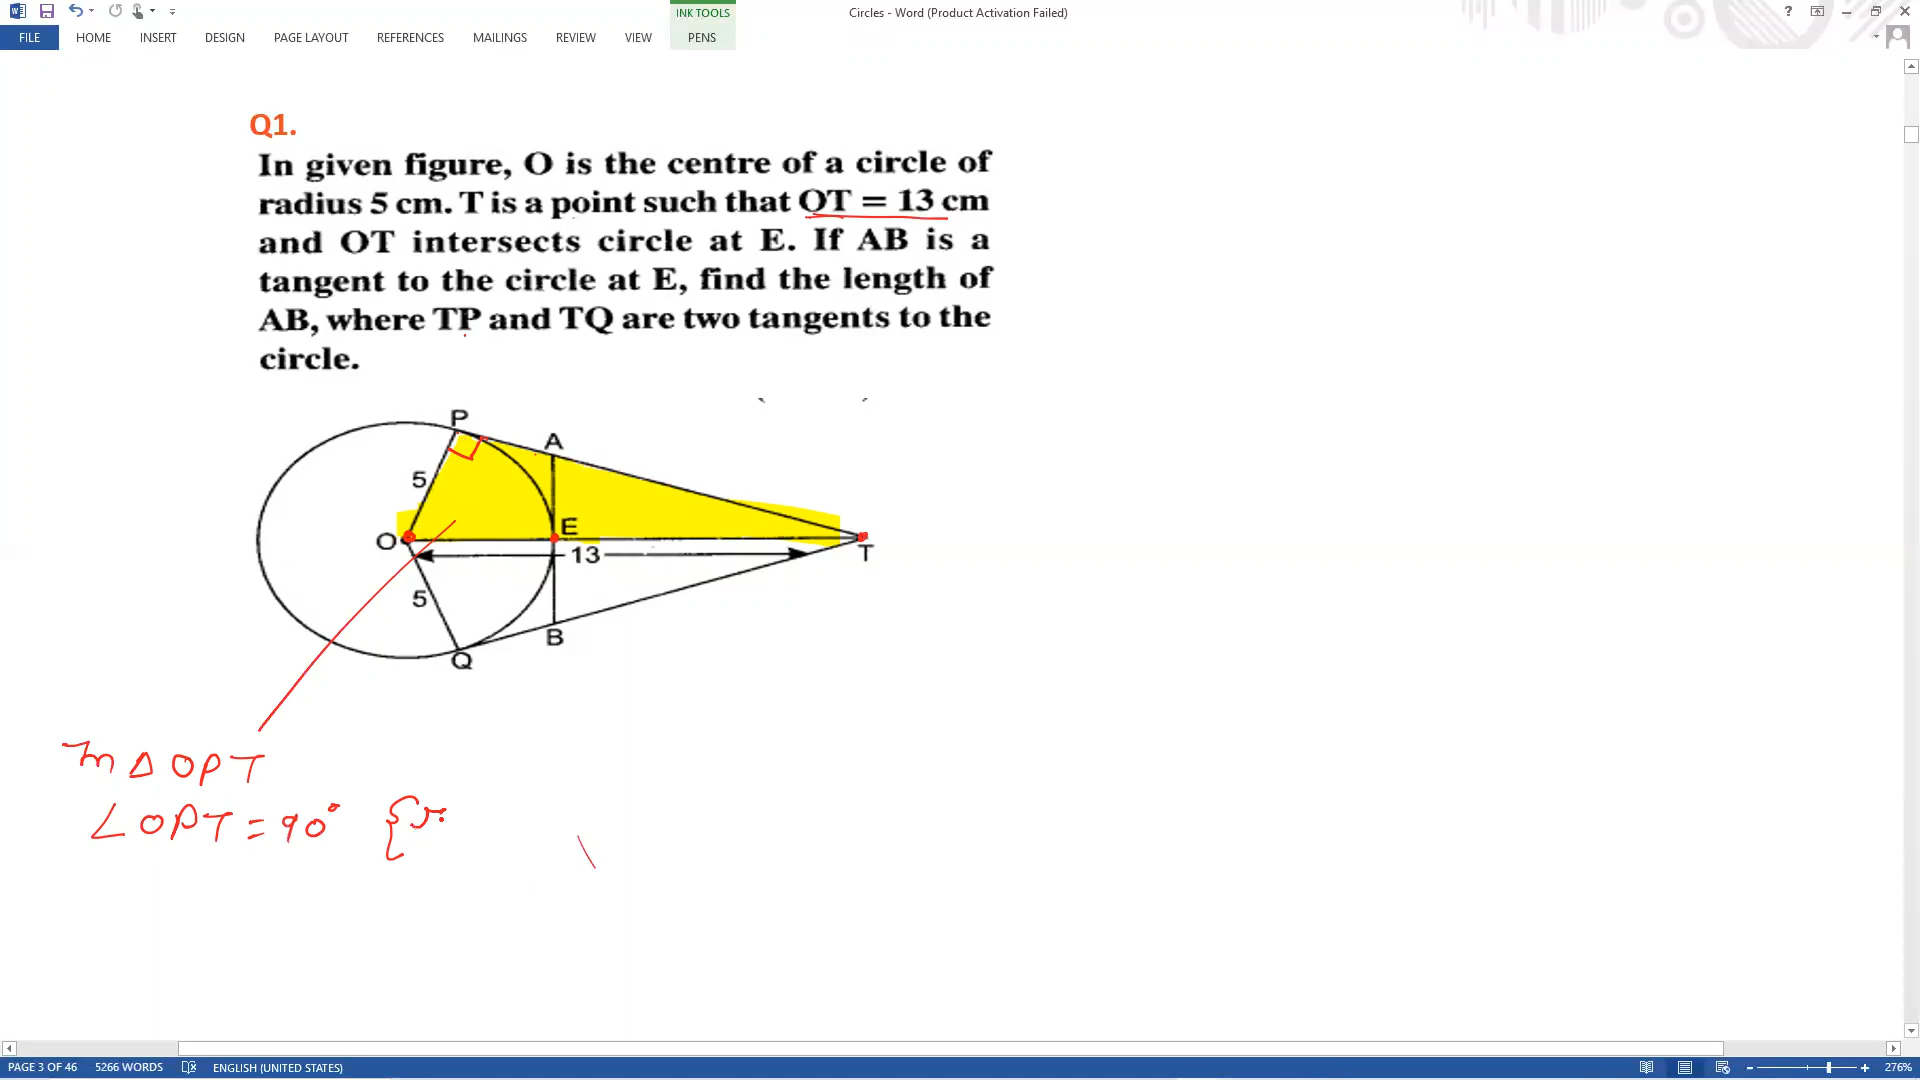 Circles - Word (Product Activation Failed)
INK TOOLS
FILE HOME INSERT DESIGN PAGE LAYOUT REFERENCES MAILINGS REVIEW VIEW PENS
Q1.
In given figure, O is the centre of a circle of
radius 5 cm. T is a point such that OT = 13 cm
and OT intersects circle at E. If AB is a
tangent to the circle at E, find the length of
AB, where TP and TQ are two tangents to the
circle.
P
A
5
E
O
13
T
5
B
Q
In Δ OPT
∠OPT = 90° {
PAGE 3 OF 46 5266 WORDS ENGLISH (UNITED STATES) 276%